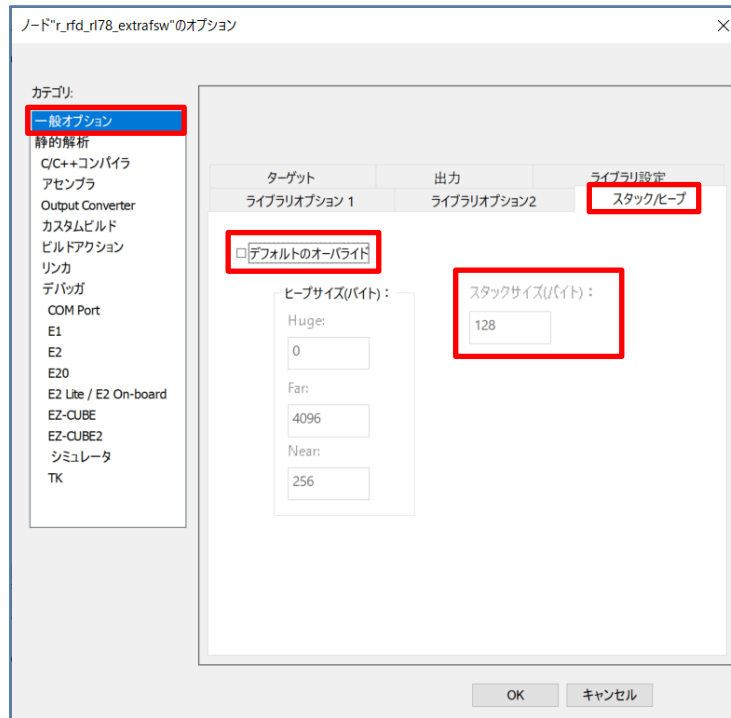 ノード"r_rfd_rl78_extrafsw"のオプション
カテゴリ:
一般オプション
静的解析
C/C++コンパイラ
アセンブラ
Output Converter
カスタムビルド
ビルドアクション
リンカ
デバッガ
COM Port
E1
E2
E20
E2 Lite / E2 On-board
EZ-CUBE
EZ-CUBE2
シミュレータ
TK
ターゲット 出力 ライブラリ設定
ライブラリオプション 1 ライブラリオプション2 スタック/ヒープ
デフォルトのオーバライド
ヒープサイズ(バイト)： スタックサイズ(バイト)：
Huge: 128
0
Far:
4096
Near:
256
OK キャンセル